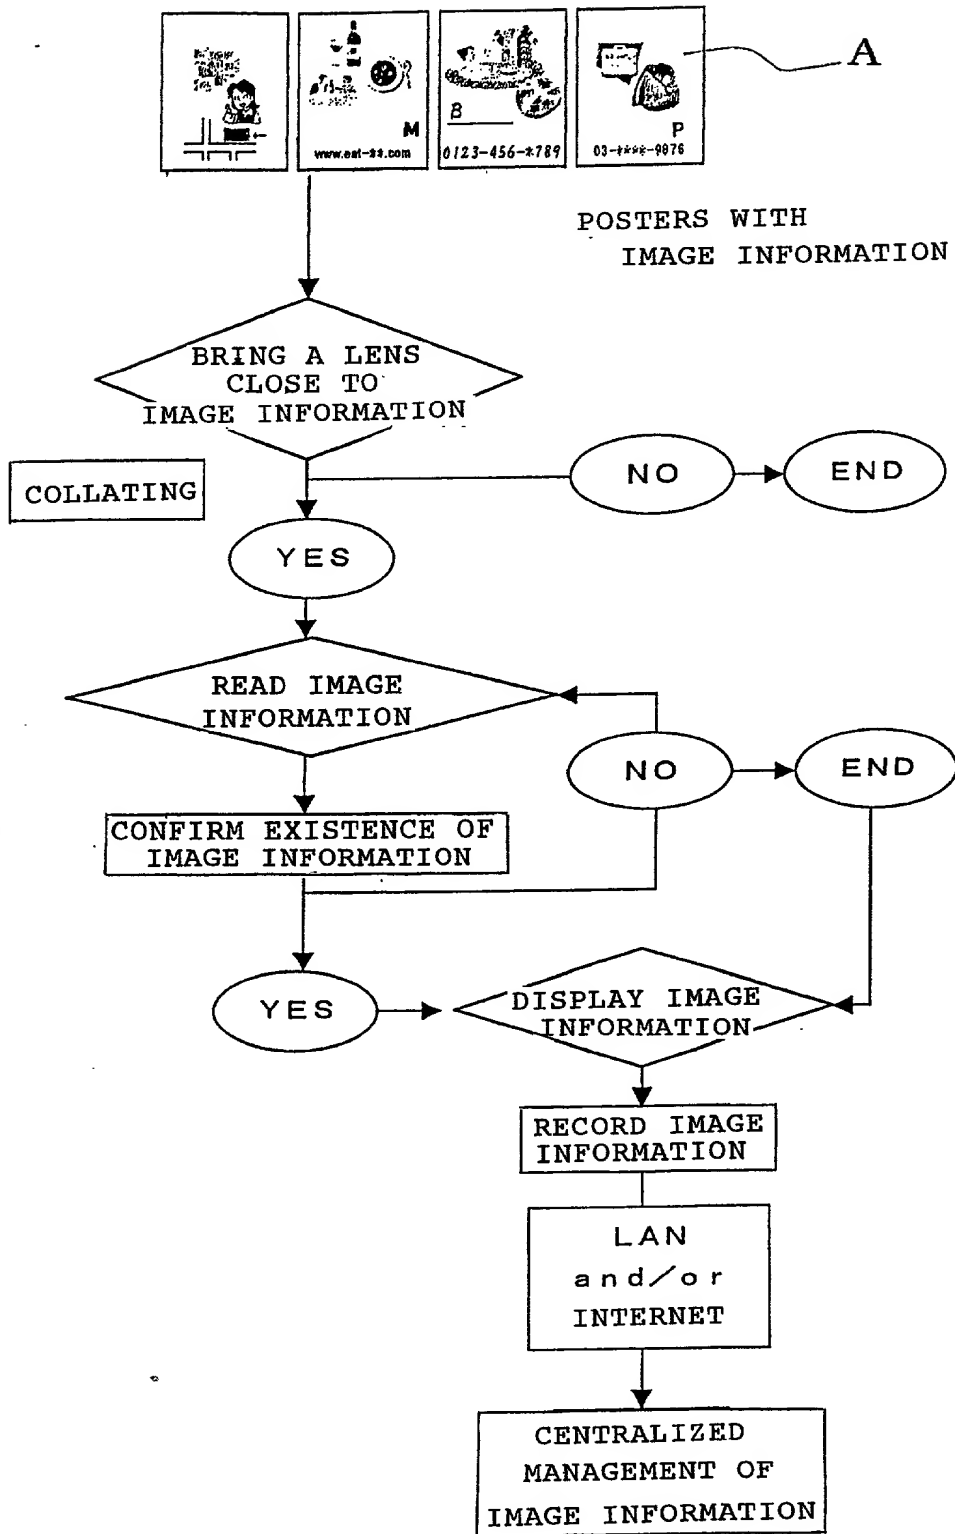 A
M
www.eat-**.com
B
0123-456-*789
P
03-****-9876
POSTERS WITH
IMAGE INFORMATION
BRING A LENS
CLOSE TO
IMAGE INFORMATION
COLLATING
NO
END
YES
READ IMAGE
INFORMATION
NO
END
CONFIRM EXISTENCE OF
IMAGE INFORMATION
YES
DISPLAY IMAGE
INFORMATION
RECORD IMAGE
INFORMATION
LAN
and/or
INTERNET
CENTRALIZED
MANAGEMENT OF
IMAGE INFORMATION